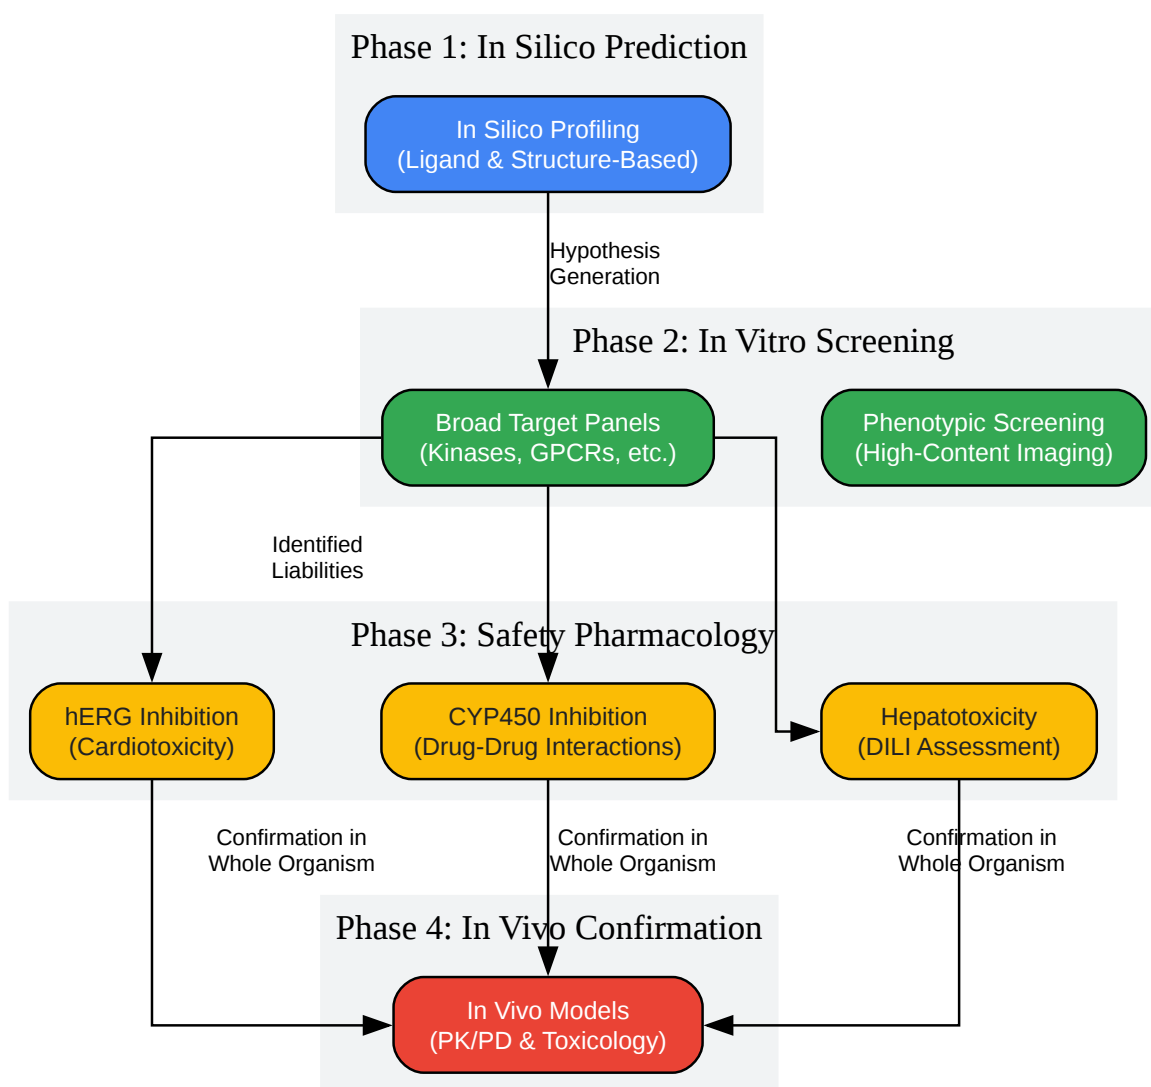 Phase 1: In Silico Prediction
In Silico Profiling
(Ligand & Structure-Based)
Hypothesis
Generation
Phase 2: In Vitro Screening
Broad Target Panels
(Kinases, GPCRs, etc.)
Phenotypic Screening
(High-Content Imaging)
Identified
Liabilities
Phase 3: Safety Pharmacology
hERG Inhibition
(Cardiotoxicity)
CYP450 Inhibition
(Drug-Drug Interactions)
Hepatotoxicity
(DILI Assessment)
Confirmation in
Whole Organism
Confirmation in
Whole Organism
Confirmation in
Whole Organism
Phase 4: In Vivo Confirmation
In Vivo Models
(PK/PD & Toxicology)